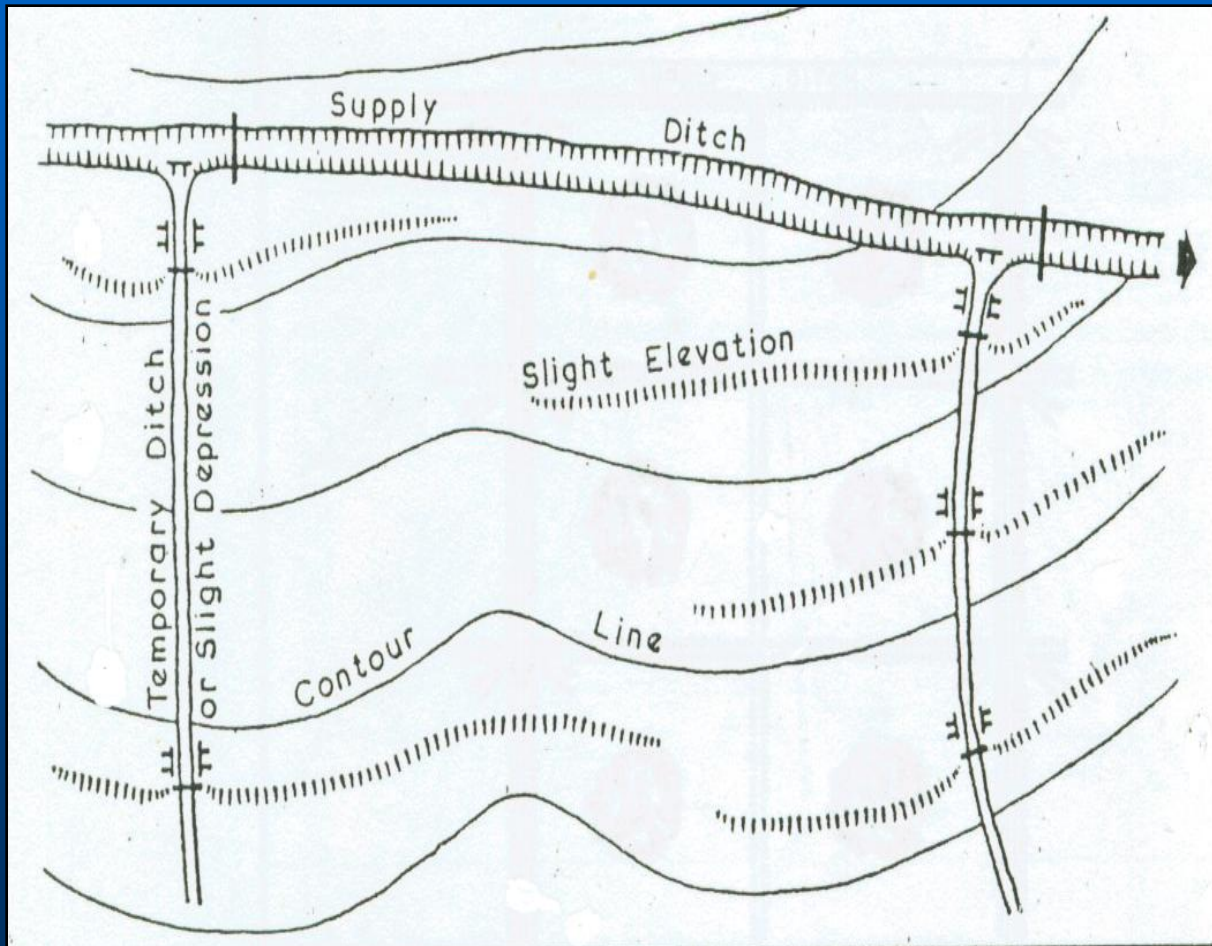 Supply Ditch
Slight Elevation
Temporary Ditch
or Slight Depression
Contour Line